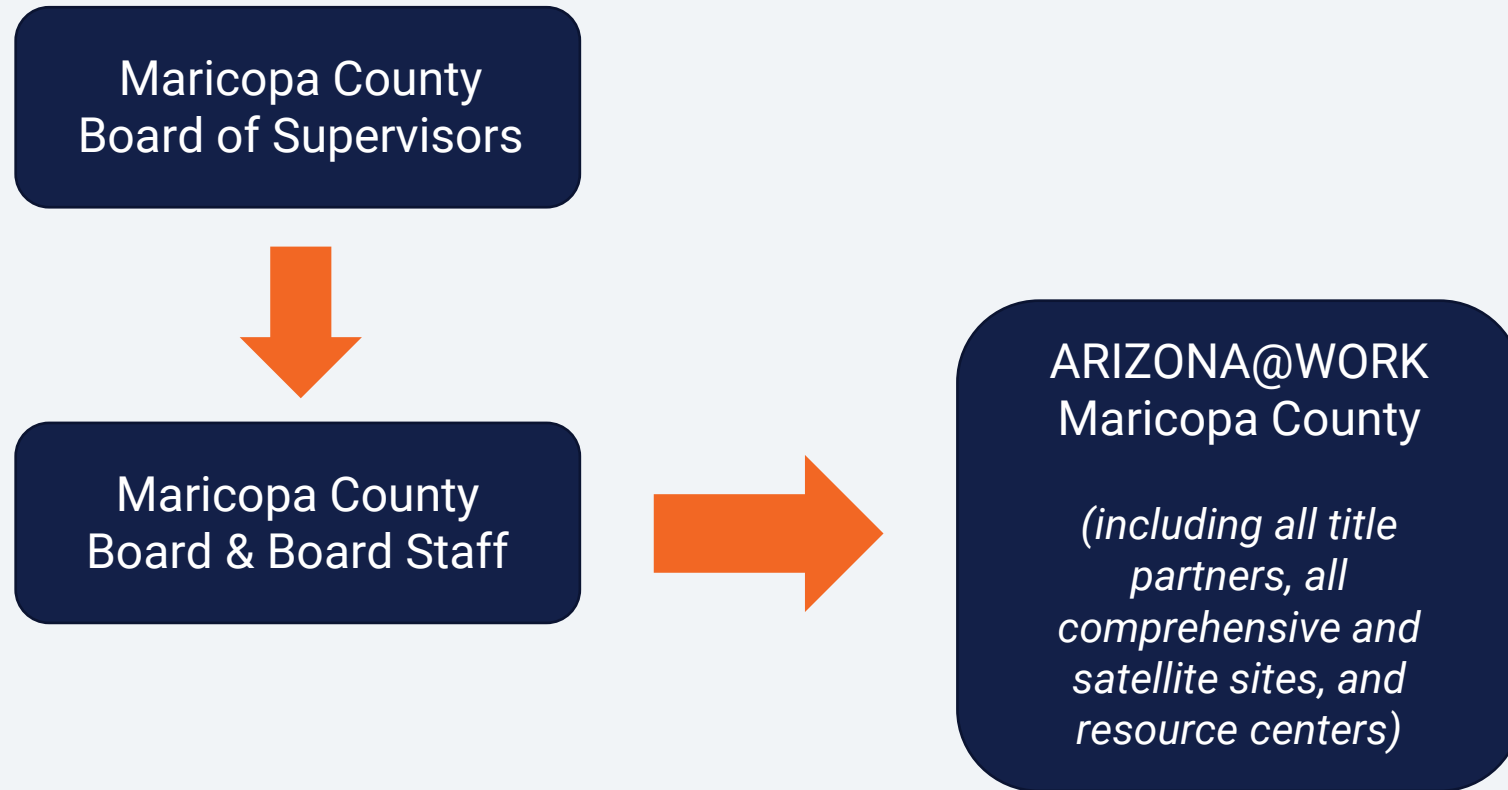 Maricopa County
Board of Supervisors
Maricopa County
Board & Board Staff
ARIZONA@WORK
Maricopa County
(including all title
partners, all
comprehensive and
satellite sites, and
resource centers)